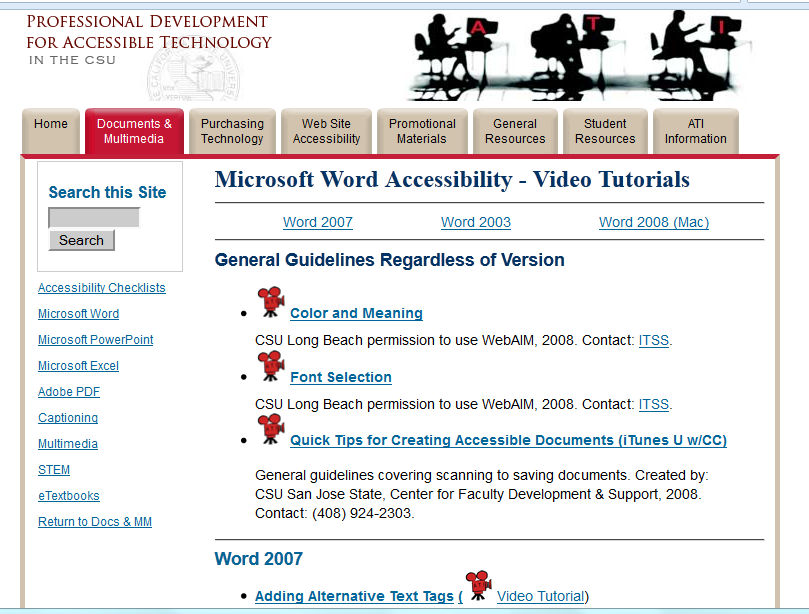 PROFESSIONAL DEVELOPMENT
FOR ACCESSIBLE TECHNOLOGY
IN THE CSU
A T I
Home
Documents &
Multimedia
Purchasing
Technology
Web Site
Accessibility
Promotional
Materials
General
Resources
Student
Resources
ATI
Information
Search this Site
Search
Accessibility Checklists
Microsoft Word
Microsoft PowerPoint
Microsoft Excel
Adobe PDF
Captioning
Multimedia
STEM
eTextbooks
Return to Docs & MM
Microsoft Word Accessibility - Video Tutorials
Word 2007 Word 2003 Word 2008 (Mac)
General Guidelines Regardless of Version
• Color and Meaning
CSU Long Beach permission to use WebAIM, 2008. Contact: ITSS.
• Font Selection
CSU Long Beach permission to use WebAIM, 2008. Contact: ITSS.
• Quick Tips for Creating Accessible Documents (iTunes U w/CC)
General guidelines covering scanning to saving documents. Created by:
CSU San Jose State, Center for Faculty Development & Support, 2008.
Contact: (408) 924-2303.
Word 2007
• Adding Alternative Text Tags ( Video Tutorial)